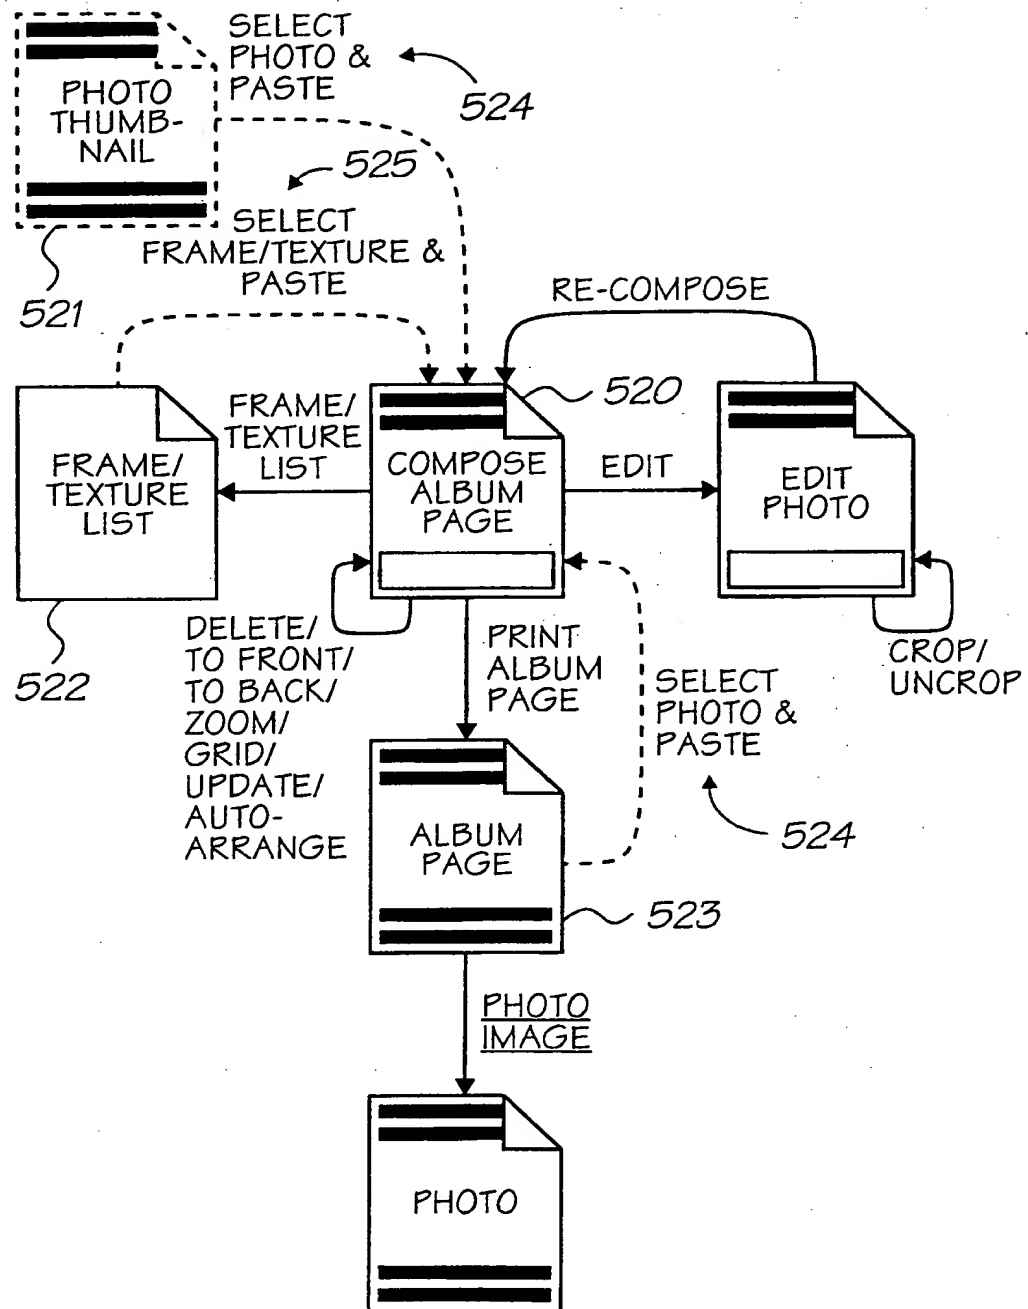 SELECT
PHOTO &
PASTE
524
PHOTO
THUMB-
NAIL
521
525
SELECT
FRAME/TEXTURE &
PASTE
RE-COMPOSE
520
FRAME/
TEXTURE
LIST
FRAME/
TEXTURE
LIST
522
COMPOSE
ALBUM
PAGE
EDIT
EDIT
PHOTO
CROP/
UNCROP
DELETE/
TO FRONT/
TO BACK/
ZOOM/
GRID/
UPDATE/
AUTO-
ARRANGE
PRINT
ALBUM
PAGE
SELECT
PHOTO &
PASTE
524
ALBUM
PAGE
523
PHOTO
IMAGE
PHOTO